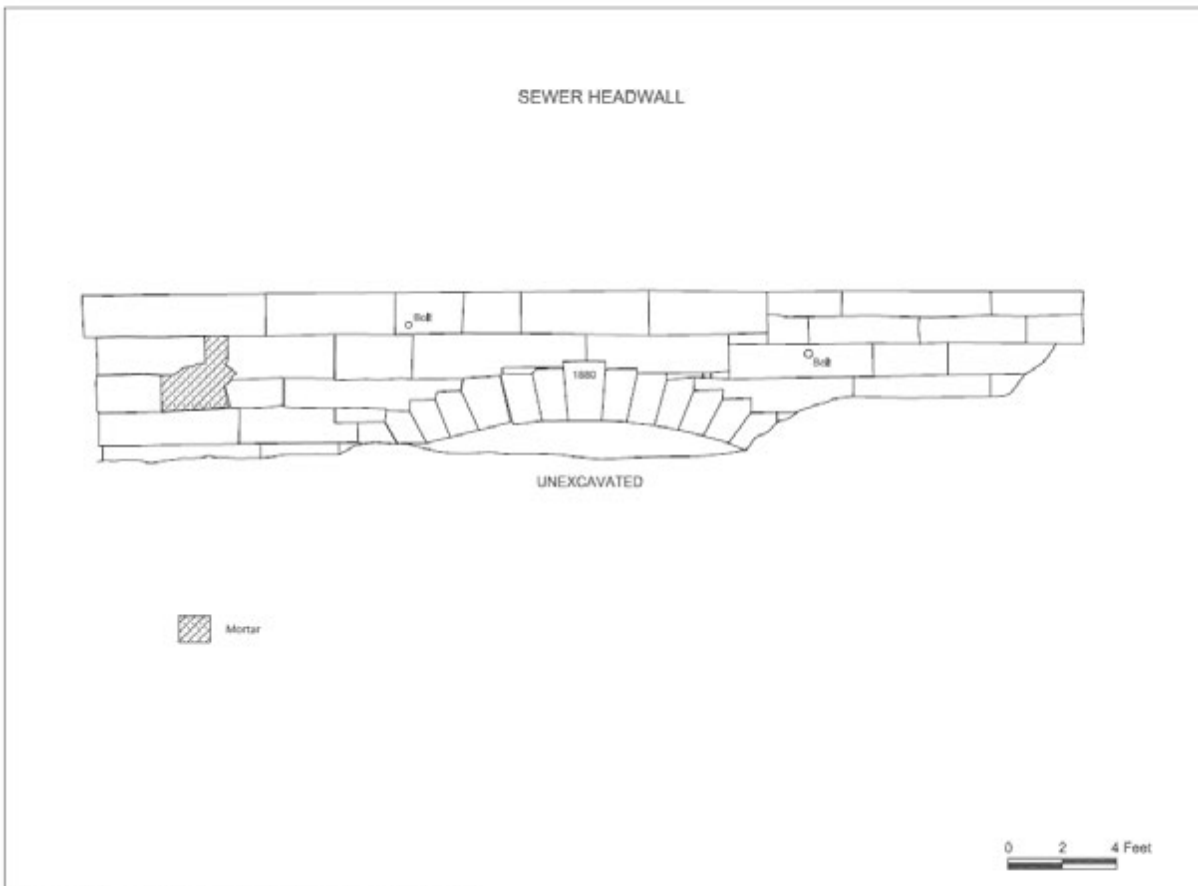 SEWER HEADWALL
Bolt
Bolt
1880
UNEXCAVATED
Mortar
0 2 4 Feet